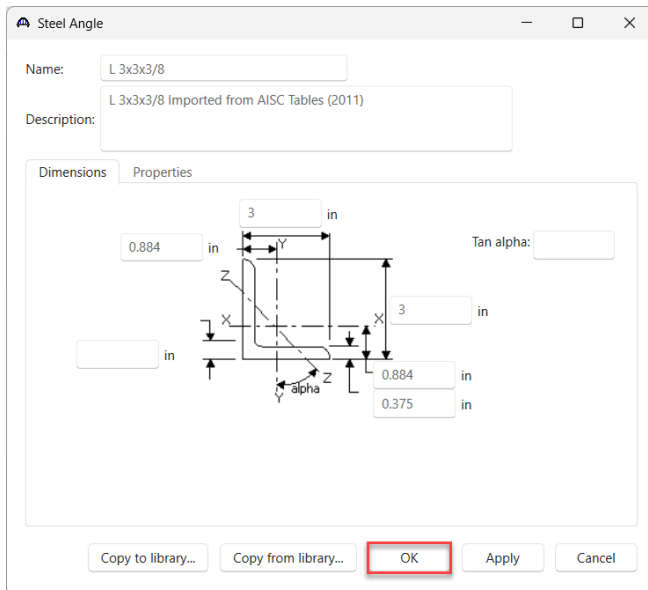 Steel Angle
Name: L 3x3x3/8
Description: L 3x3x3/8 Imported from AISC Tables (2011)
Dimensions Properties
3 in
0.884 in Y Tan alpha:
Z
X X 3 in
in
0.884 in
Z
alpha
Y
0.375 in
Copy to library... Copy from library... OK Apply Cancel